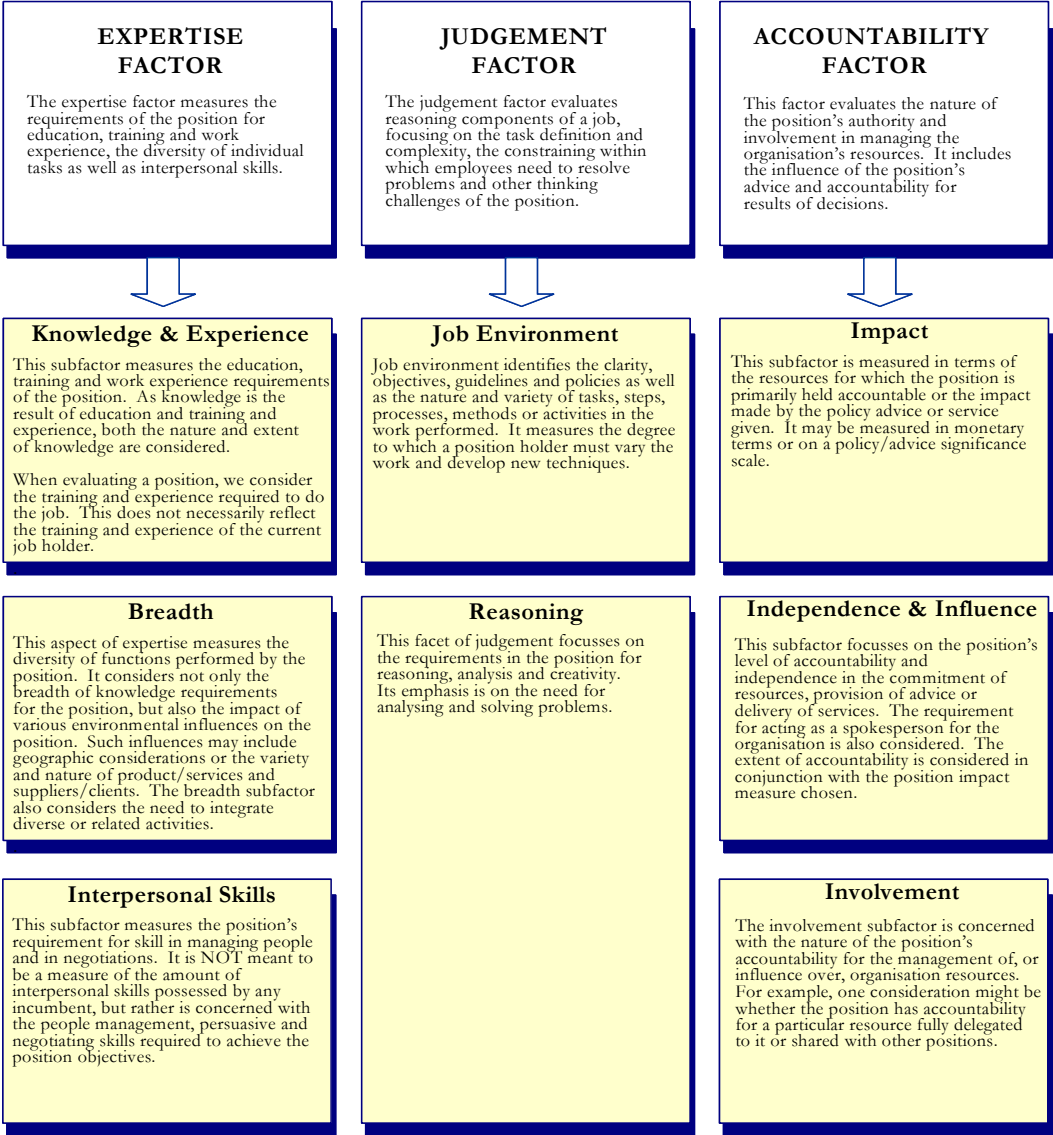 EXPERTISE
FACTOR
The expertise factor measures the
requirements of the position for
education, training and work
experience, the diversity of individual
tasks as well as interpersonal skills.
JUDGEMENT
FACTOR
The judgement factor evaluates
reasoning components of a job,
focusing on the task definition and
complexity, the constraining within
which employees need to resolve
problems and other thinking
challenges of the position.
ACCOUNTABILITY
FACTOR
This factor evaluates the nature of
the position's authority and
involvement in managing the
organisation's resources.  It includes
the influence of the position's
advice and accountability for
results of decisions.
Knowledge & Experience
This subfactor measures the education,
training and work experience requirements
of the position.  As knowledge is the
result of education and training and
experience, both the nature and extent
of knowledge are considered.
When evaluating a position, we consider
the training and experience required to do
the job.  This does not necessarily reflect
the training and experience of the current
job holder.
Job Environment
Job environment identifies the clarity,
objectives, guidelines and policies as well
as the nature and variety of tasks, steps,
processes, methods or activities in the
work performed.  It measures the degree
to which a position holder must vary the
work and develop new techniques.
Impact
This subfactor is measured in terms of
the resources for which the position is
primarily held accountable or the impact
made by the policy advice or service
given.  It may be measured in monetary
terms or on a policy/advice significance
scale.
Breadth
This aspect of expertise measures the
diversity of functions performed by the
position.  It considers not only the
breadth of knowledge requirements
for the position, but also the impact of
various environmental influences on the
position.  Such influences may include
geographic considerations or the variety
and nature of product/services and
suppliers/clients.  The breadth subfactor
also considers the need to integrate
diverse or related activities.
Reasoning
This facet of judgement focusses on
the requirements in the position for
reasoning, analysis and creativity.
Its emphasis is on the need for
analysing and solving problems.
Independence & Influence
This subfactor focusses on the position's
level of accountability and
independence in the commitment of
resources, provision of advice or
delivery of services.  The requirement
for acting as a spokesperson for the
organisation is also considered.  The
extent of accountability is considered in
conjunction with the position impact
measure chosen.
Interpersonal Skills
This subfactor measures the position's
requirement for skill in managing people
and in negotiations.  It is NOT meant to
be a measure of the amount of
interpersonal skills possessed by any
incumbent, but rather is concerned with
the people management, persuasive and
negotiating skills required to achieve the
position objectives.
Involvement
The involvement subfactor is concerned
with the nature of the position's
accountability for the management of, or
influence over, organisation resources.
For example, one consideration might be
whether the position has accountability
for a particular resource fully delegated
to it or shared with other positions.